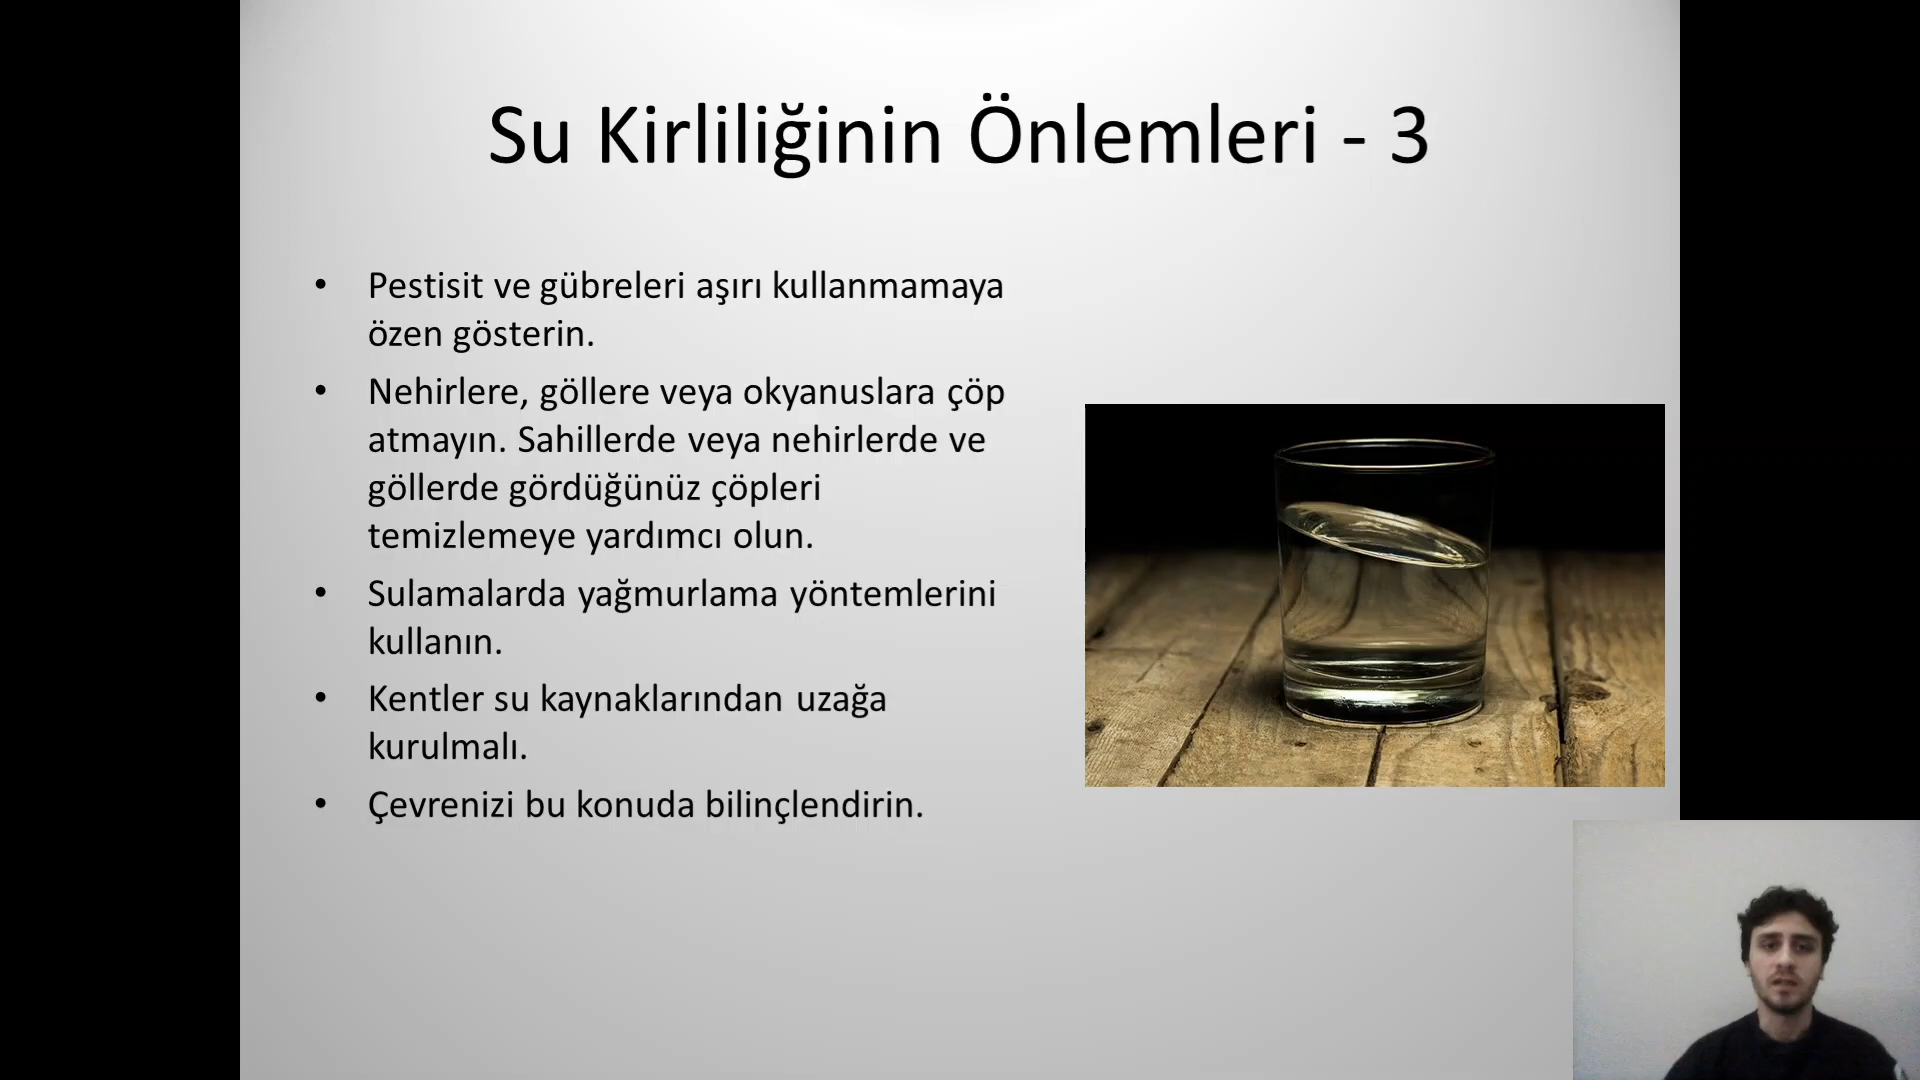 Su Kirliliğinin Önlemleri - 3
• Pestisit ve gübreleri aşırı kullanmamaya
özen gösterin.
• Nehirlere, göllere veya okyanuslara çöp
atmayın. Sahillerde veya nehirlerde ve
göllerde gördüğünüz çöpleri
temizlemeye yardımcı olun.
• Sulamalarda yağmurlama yöntemlerini
kullanın.
• Kentler su kaynaklarından uzağa
kurulmalı.
• Çevrenizi bu konuda bilinçlendirin.